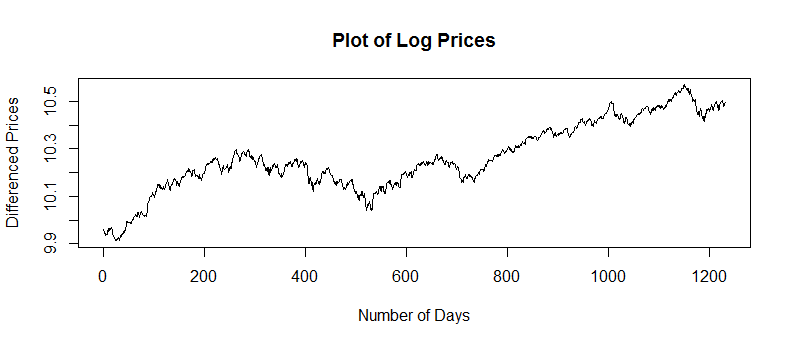 Plot of Log Prices
Differenced Prices
10.5
10.3
10.1
9.9
0 200 400 600 800 1000 1200
Number of Days